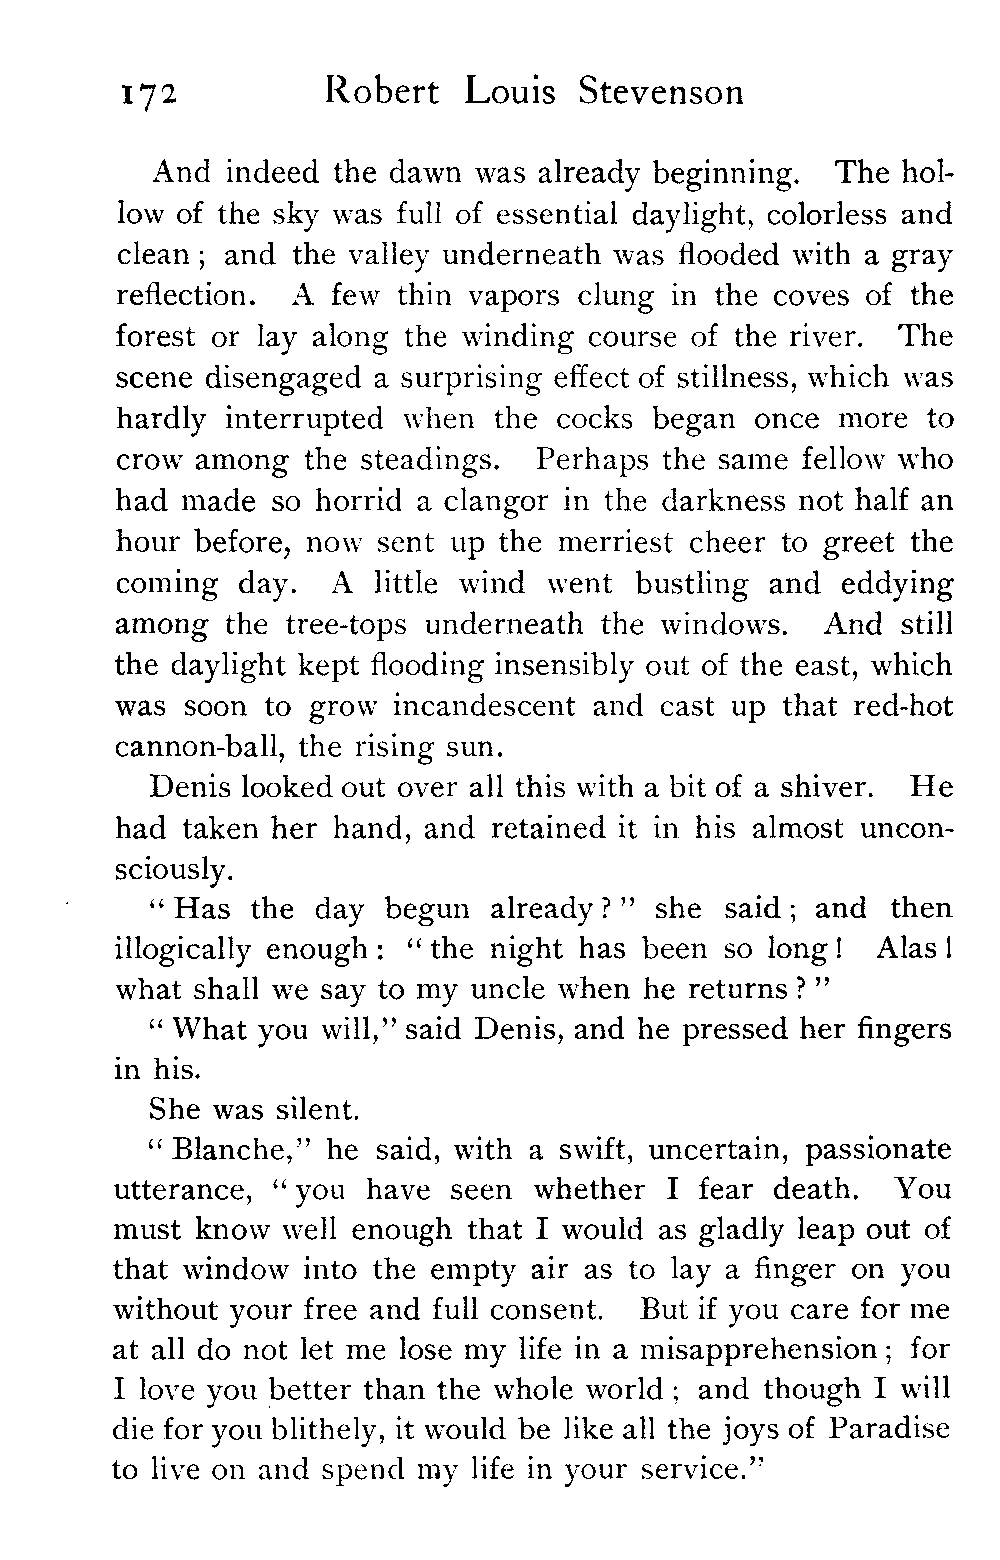 172 Robert Louis Stevenson
And indeed the dawn was already beginning. The hol-
low of the sky was full of essential daylight, colorless and
clean ; and the valley underneath was flooded with a gray
reflection. A few thin vapors clung in the coves of the
forest or lay along the winding course of the river. The
scene disengaged a surprising effect of stillness, which was
hardly interrupted when the cocks began once more to
crow among the steadings. Perhaps the same fellow who
had made so horrid a clangor in the darkness not half an
hour before, now sent up the merriest cheer to greet the
coming day. A little wind went bustling and eddying
among the tree-tops underneath the windows. And still
the daylight kept flooding insensibly out of the east, which
was soon to grow incandescent and cast up that red-hot
cannon-ball, the rising sun.
Denis looked out over all this with a bit of a shiver. He
had taken her hand, and retained it in his almost uncon-
sciously.
“ Has the day begun already ? ” she said ; and then
illogically enough : “ the night has been so long ! Alas !
what shall we say to my uncle when he returns ? ”
“ What you will,” said Denis, and he pressed her fingers
in his.
She was silent.
“ Blanche,” he said, with a swift, uncertain, passionate
utterance, “ you have seen whether I fear death. You
must know well enough that I would as gladly leap out of
that window into the empty air as to lay a finger on you
without your free and full consent. But if you care for me
at all do not let me lose my life in a misapprehension ; for
I love you better than the whole world ; and though I will
die for you blithely, it would be like all the joys of Paradise
to live on and spend my life in your service.”